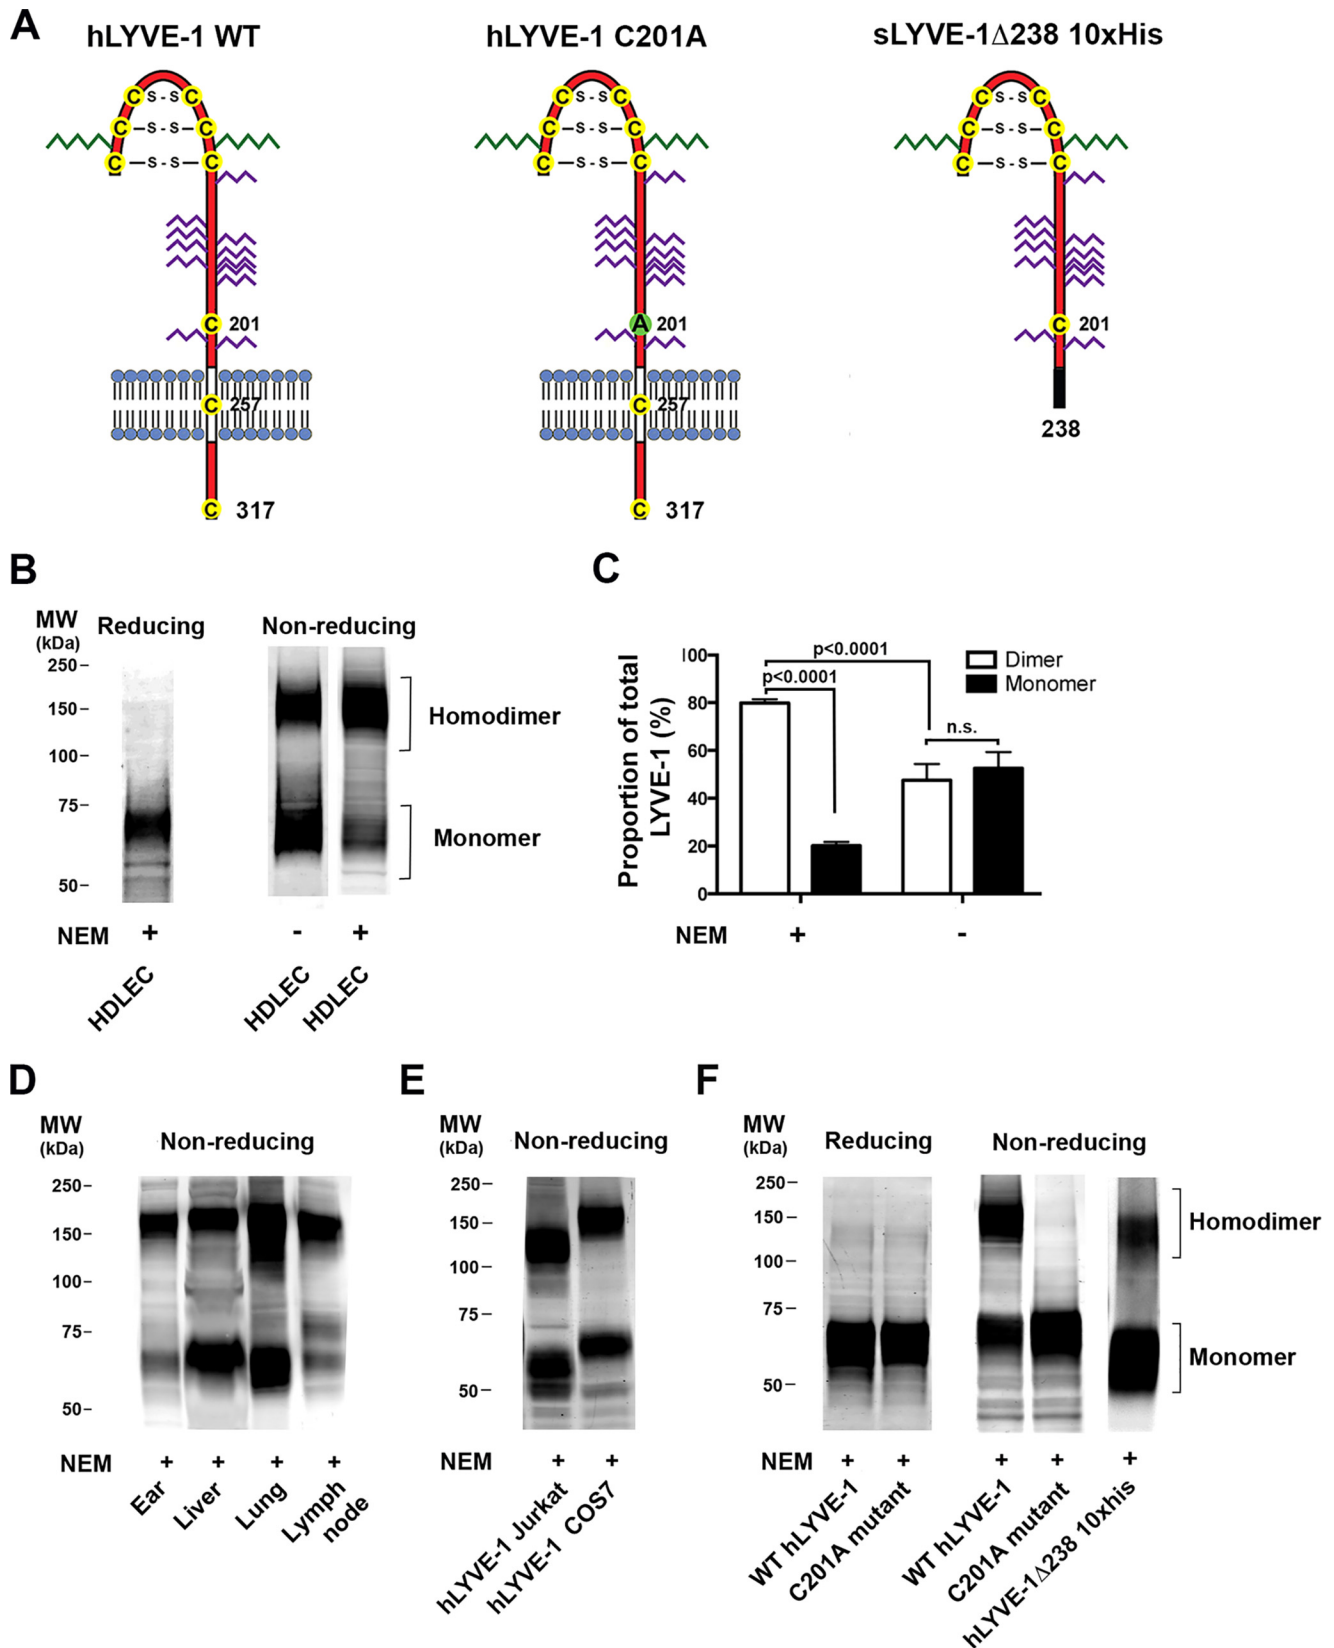 A
hLYVE-1 WT
hLYVE-1 C201A
sLYVE-1Δ238 10xHis
C S-S C
C S-S C
C S-S C
C 201
C 257
C 317
C S-S C
C S-S C
C S-S C
A 201
C 257
C 317
C S-S C
C S-S C
C S-S C
C 201
238
B
MW
(kDa)
Reducing
Non-reducing
250
150
100
75
50
Homodimer
Monomer
NEM + - +
HDLEC
HDLEC
HDLEC
C
Proportion of total
LYVE-1 (%)
100
80
60
40
20
0
p<0.0001
p<0.0001
n.s.
Dimer
Monomer
NEM + -
D
MW
(kDa)
Non-reducing
250
150
100
75
50
NEM + + + +
Ear
Liver
Lung
Lymph
node
E
MW
(kDa)
Non-reducing
250
150
100
75
50
NEM + +
hLYVE-1 Jurkat
hLYVE-1 COS7
F
MW
(kDa)
Reducing
Non-reducing
250
150
100
75
50
Homodimer
Monomer
NEM + + + + +
WT hLYVE-1
C201A mutant
WT hLYVE-1
C201A mutant
hLYVE-1Δ238 10xhis